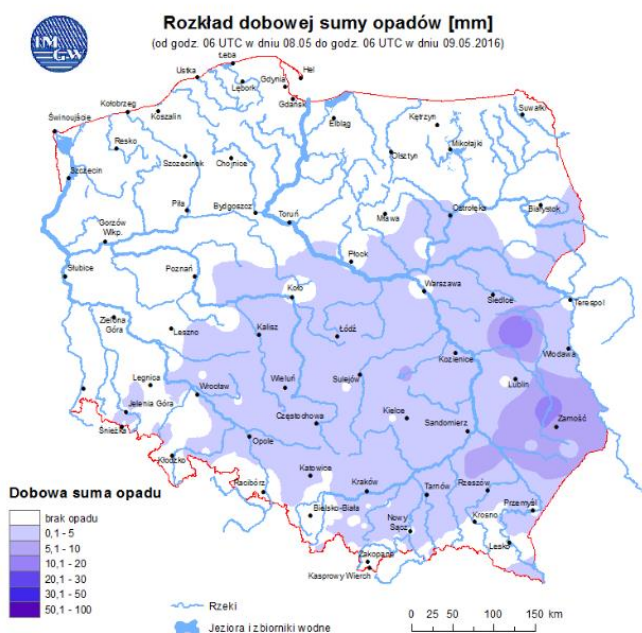 IM
GW
Rozkład dobowej sumy opadów [mm]
(od godz. 06 UTC w dniu 08.05 do godz. 06 UTC w dniu 09.05.2016)
Łeba
Hel
Ustka
Gdynia
Lębork
Gdańsk
Kołobrzeg
Koszalin
Świnoujście
Elbląg
Kętrzyn
Suwałki
Resko
Szczecinek
Chojnice
Olsztyn
Mikołajki
Szczecin
Piła
Bydgoszcz
Toruń
Mława
Ostrołęka
Białystok
Gorzów
Wlkp.
Płock
Słubice
Poznań
Koło
Warszawa
Siedlce
Terespol
Zielona
Góra
Leszno
Kalisz
Łódź
Kozienice
Włodawa
Legnica
Wrocław
Wieluń
Sulejów
Lublin
Jelenia Góra
Śnieżka
Częstochowa
Kielce
Sandomierz
Zamość
Opole
Kłodzko
Racibórz
Katowice
Kraków
Tarnów
Rzeszów
Przemyśl
Bielsko-Biała
Nowy
Sącz
Krosno
Lesko
Zakopane
Kasprowy Wierch
Dobowa suma opadu
brak opadu
0,1 - 5
5,1 - 10
10,1 - 20
20,1 - 30
30,1 - 50
50,1 - 100
Rzeki
Jeziora i zbiorniki wodne
0 25 50 100 150 km